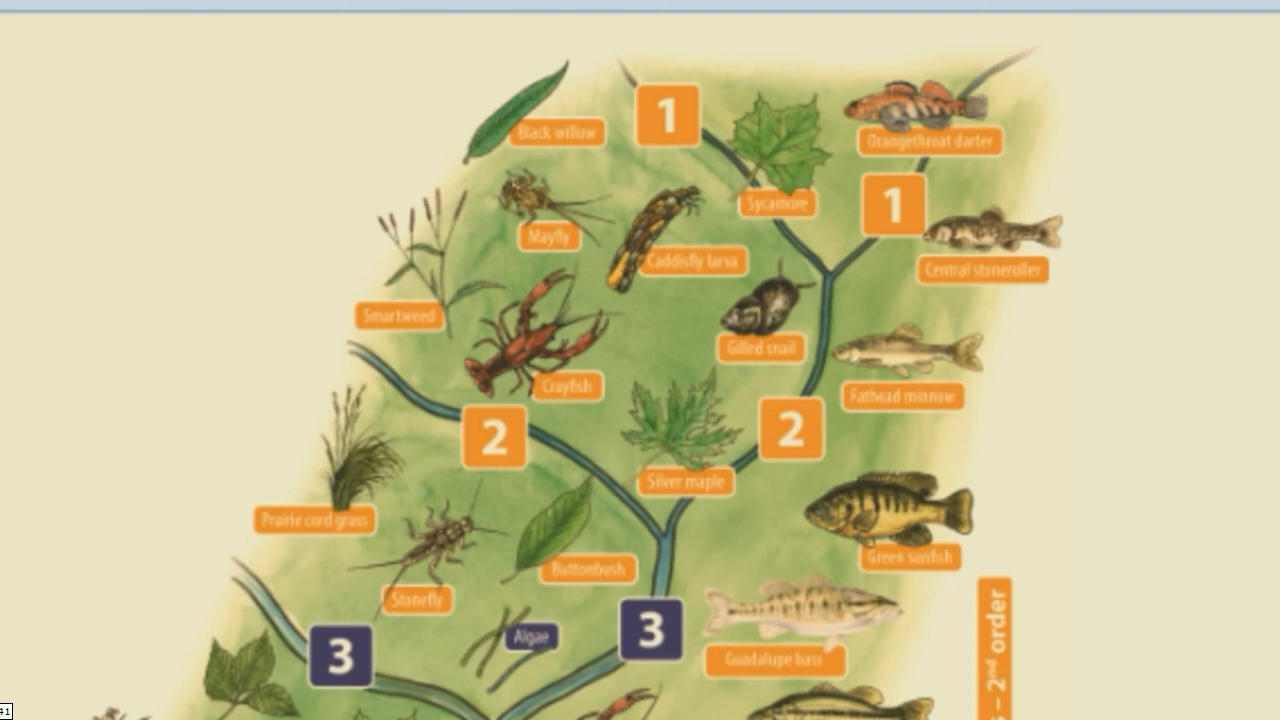 1
Black willow
Orangethroat darter
Sycamore
1
Mayfly
Caddisfly larva
Central stoneroller
Smartweed
Gilled snail
Crayfish
Fathead minnow
2
2
Silver maple
Prairie cord grass
Green sunfish
Buttonbush
Stonefly
Algae
3
3
Guadalupe bass
s – 2nd order
41